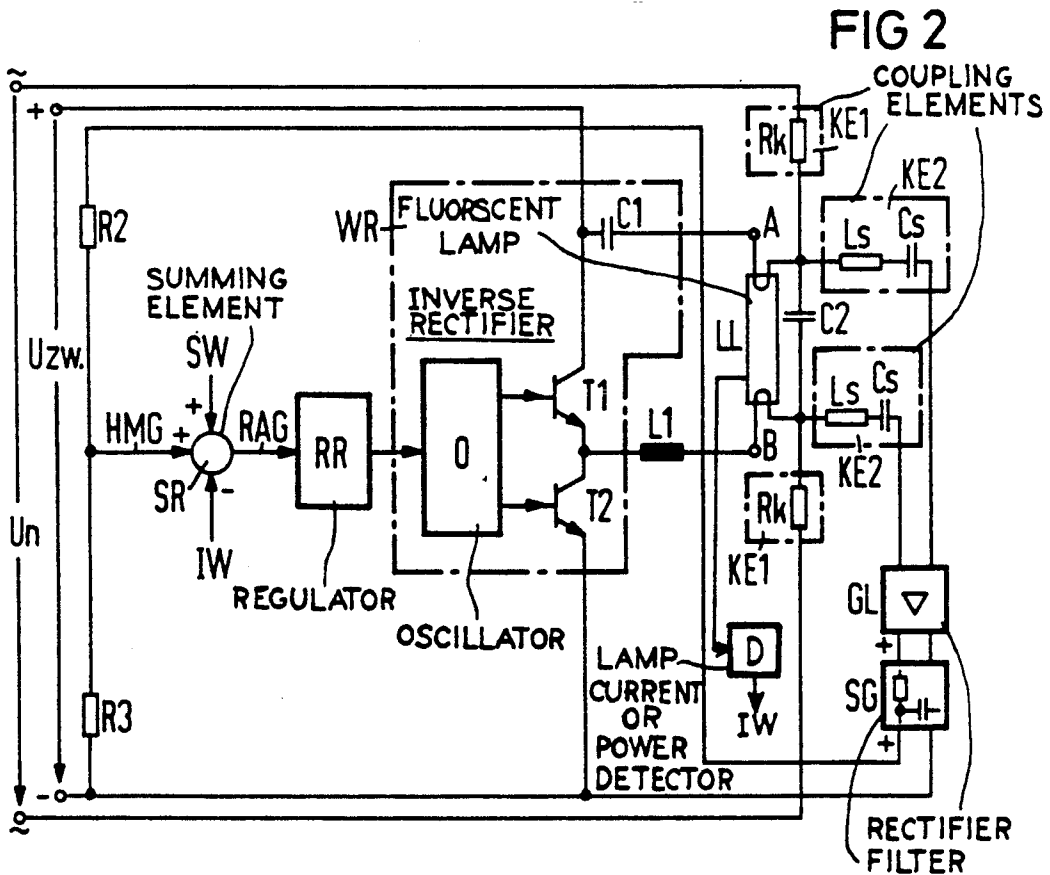 FIG 2
COUPLING
ELEMENTS
~
+
Rk
KE1
KE2
WR
FLUORSCENT
LAMP
C1
A
Ls
Cs
R2
SUMMING
ELEMENT
INVERSE
RECTIFIER
LL
C2
Uzw.
SW
+
T1
Ls
Cs
HMG
+
RAG
RR
O
L1
B
KE2
SR
-
T2
Rk
Un
IW
KE1
REGULATOR
OSCILLATOR
GL
LAMP
CURRENT
OR
POWER
DETECTOR
D
IW
+
SG
+
R3
-
~
RECTIFIER
FILTER